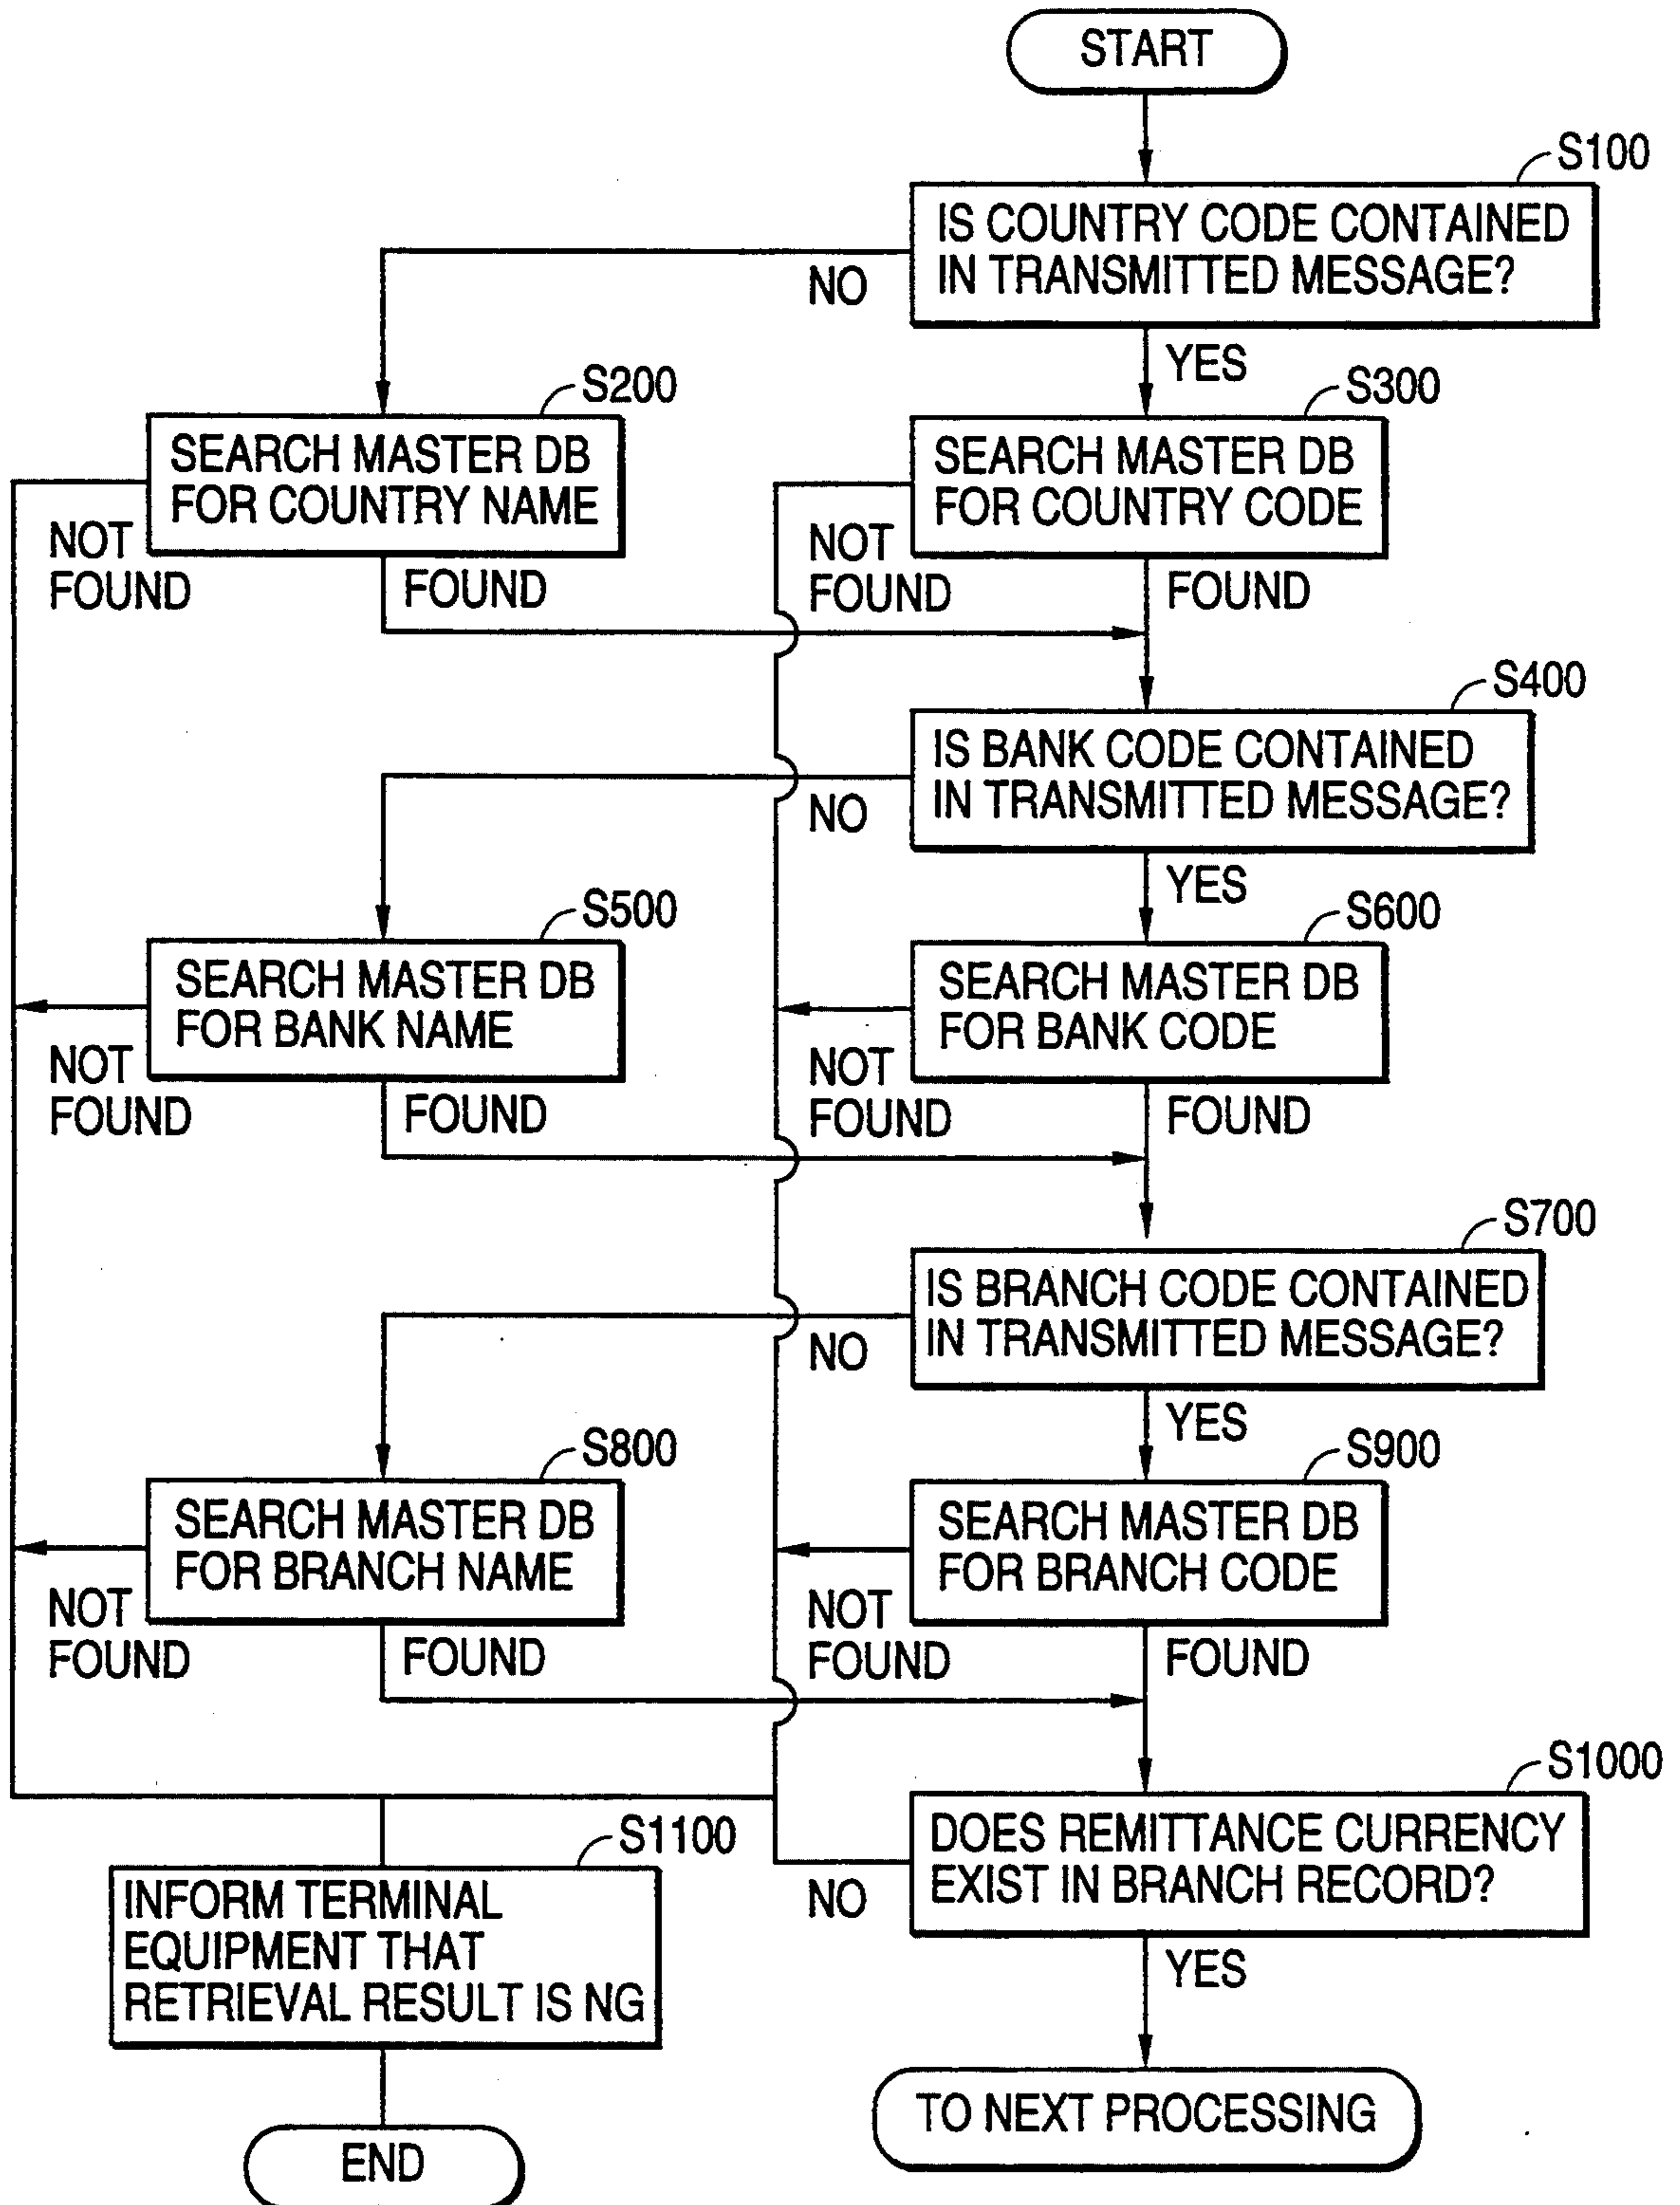 START
S100
IS COUNTRY CODE CONTAINED
IN TRANSMITTED MESSAGE?
NO
YES
S200
SEARCH MASTER DB
FOR COUNTRY NAME
NOT
FOUND
FOUND
S300
SEARCH MASTER DB
FOR COUNTRY CODE
NOT
FOUND
FOUND
S400
IS BANK CODE CONTAINED
IN TRANSMITTED MESSAGE?
NO
YES
S500
SEARCH MASTER DB
FOR BANK NAME
NOT
FOUND
FOUND
S600
SEARCH MASTER DB
FOR BANK CODE
NOT
FOUND
FOUND
S700
IS BRANCH CODE CONTAINED
IN TRANSMITTED MESSAGE?
NO
YES
S800
SEARCH MASTER DB
FOR BRANCH NAME
NOT
FOUND
FOUND
S900
SEARCH MASTER DB
FOR BRANCH CODE
NOT
FOUND
FOUND
S1000
DOES REMITTANCE CURRENCY
EXIST IN BRANCH RECORD?
NO
YES
S1100
INFORM TERMINAL
EQUIPMENT THAT
RETRIEVAL RESULT IS NG
TO NEXT PROCESSING
END